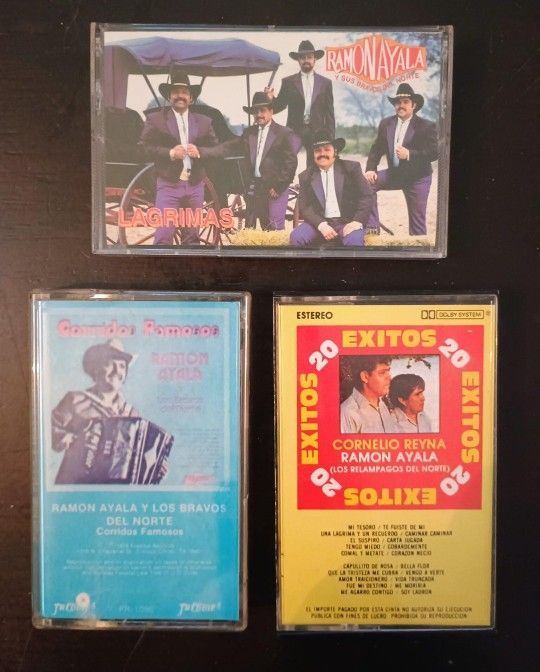 RAMON AYALA
Y SUS BRAVOS DEL NORTE
LAGRIMAS
Corridos Famosos
RAMON
AYALA
RAMON AYALA Y LOS BRAVOS
DEL NORTE
Corridos Famosos
ESTEREO
DOLBY SYSTEM
20 EXITOS 20
EXITOS
EXITOS
20 EXITOS 20
CORNELIO REYNA
RAMON AYALA
(LOS RELAMPAGOS DEL NORTE)
MI TESORO / TE FUISTE DE MI
UNA LAGRIMA Y UN RECUERDO / CAMINAR CAMINAR
EL SUSPIRO / CARTA JUGADA
TENGO MIEDO / COBARDEMENTE
COMAL Y METATE / CORAZON NECIO
CAPULLITO DE ROSA / BELLA FLOR
QUE LA TRISTEZA ME CUBRA / VENGO A VERTE
AMOR TRAICIONERO / VIDA TRUNCADA
FUE MI DESTINO / ME MORIRIA
ME AGARRO CONTIGO / SOY LADRON
EL IMPORTE PAGADO POR ESTA CINTA NO AUTORIZA SU EJECUCION
PUBLICA CON FINES DE LUCRO. PROHIBIDA SU REPRODUCCION